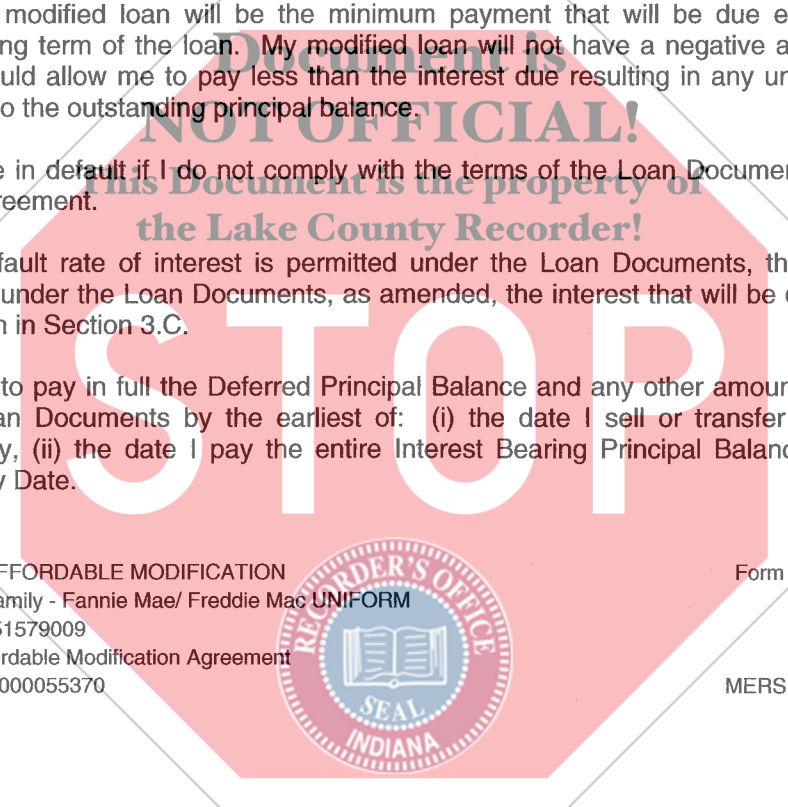 modified loan will be the minimum payment that will be due e
ng term of the loan. My modified loan will not have a negative a
uld allow me to pay less than the interest due resulting in any un
o the outstanding principal balance.
Document is
NOT OFFICIAL!
This Document is the property of
the Lake County Recorder!
e in default if I do not comply with the terms of the Loan Documen
reement.
fault rate of interest is permitted under the Loan Documents, th
under the Loan Documents, as amended, the interest that will be
n in Section 3.C.
STOP
to pay in full the Deferred Principal Balance and any other amoun
an Documents by the earliest of: (i) the date I sell or transfer
y, (ii) the date I pay the entire Interest Bearing Principal Balanc
y Date.
FFORDABLE MODIFICATION
Form
amily - Fannie Mae/ Freddie Mac UNIFORM
51579009
rdable Modification Agreement
000055370
MERS
RECORDER'S OFFICE
SEAL
INDIANA